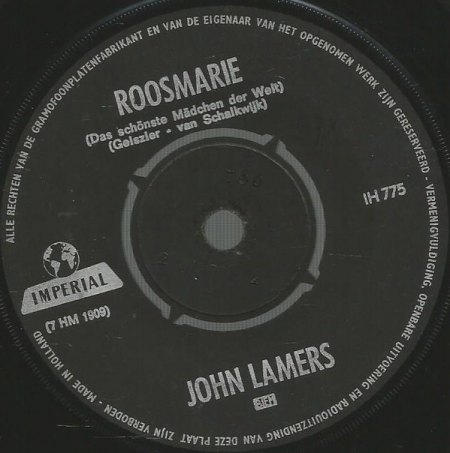 ALLE RECHTEN VAN DE GRAMOFOONPLATENFABRIKANT EN VAN DE EIGENAAR VAN HET OPGENOMEN WERK ZIJN GERESERVEERD - VERMENIGVULDIGING, OPENBARE UITVOERING EN RADIOUITZENDING VAN DEZE PLAAT ZIJN VERBODEN - MADE IN HOLLAND
ROOSMARIE
(Das schönste Mädchen der Welt)
(Geiszler - van Schalkwijk)
IH 775
IMPERIAL
(7 HM 1909)
JOHN LAMERS